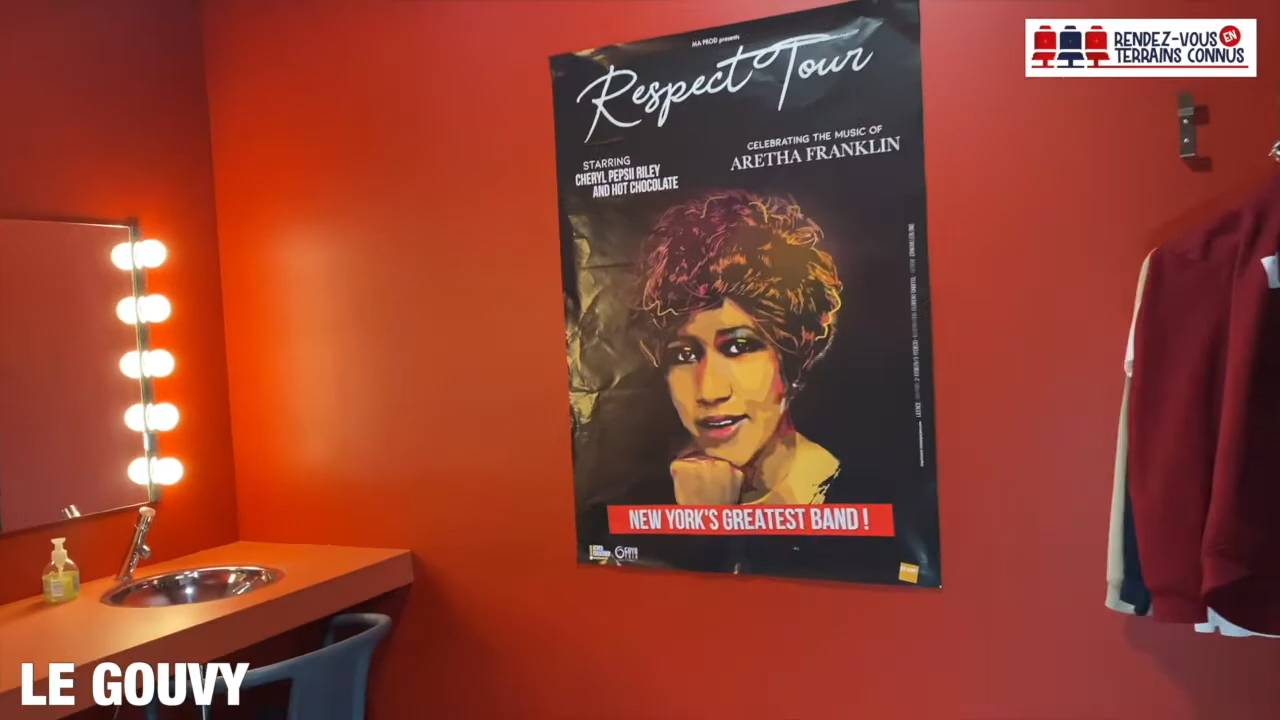 RENDEZ-VOUS EN
TERRAINS CONNUS
MA PROD presents
Respect Tour
STARRING
CHERYL PEPSII RILEY
AND HOT CHOCOLATE
CELEBRATING THE MUSIC OF
ARETHA FRANKLIN
NEW YORK'S GREATEST BAND !
LE GOUVY